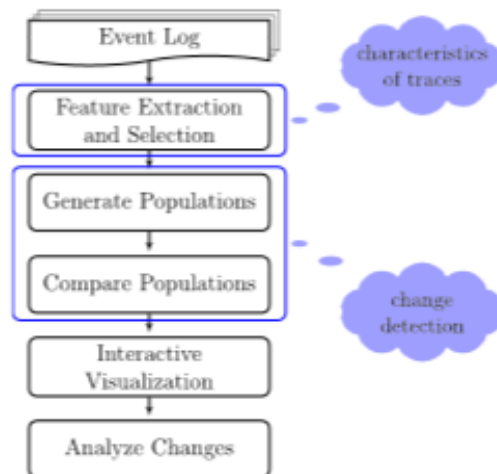 Event Log
characteristics
of traces
Feature Extraction
and Selection
Generate Populations
Compare Populations
change
detection
Interactive
Visualization
Analyze Changes